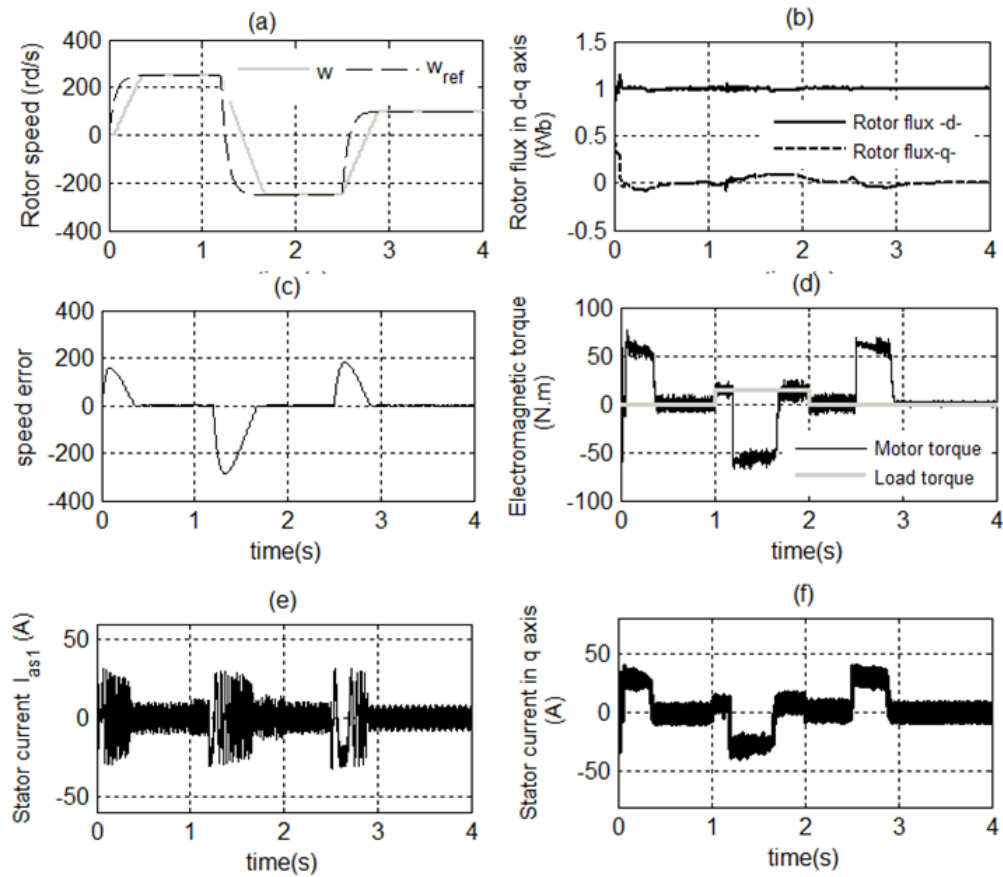 (a)
Rotor speed (rd/s)
400
200
0
-200
-400
w
w_ref
0 1 2 3 4
(b)
Rotor flux in d-q axis
(Wb)
1.5
1
0.5
0
-0.5
Rotor flux -d-
Rotor flux-q-
0 1 2 3 4
(c)
speed error
400
200
0
-200
-400
0 1 2 3 4
time(s)
(d)
Electromagnetic torque
(N.m)
100
50
0
-50
-100
Motor torque
Load torque
0 1 2 3 4
(e)
Stator current I_as1 (A)
50
0
-50
0 1 2 3 4
time(s)
(f)
Stator current in q axis
(A)
50
0
-50
0 1 2 3 4
time(s)